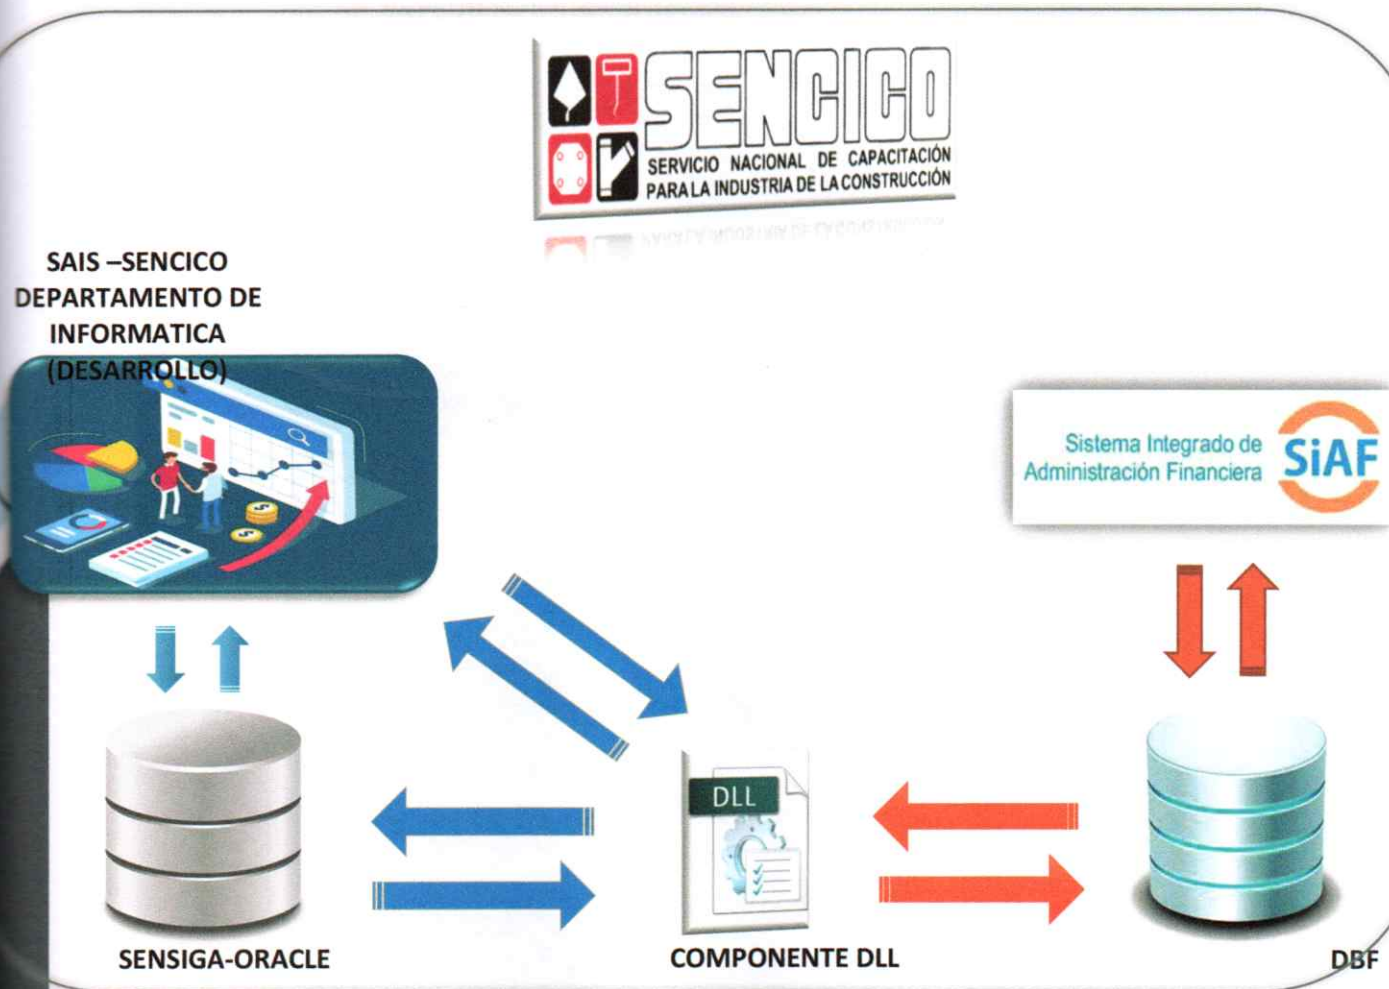 SENCICO
SERVICIO NACIONAL DE CAPACITACIÓN
PARA LA INDUSTRIA DE LA CONSTRUCCIÓN
SAIS –SENCICO
DEPARTAMENTO DE
INFORMATICA
(DESARROLLO)
Sistema Integrado de
Administración Financiera
SiAF
DLL
SENSIGA-ORACLE
COMPONENTE DLL
DBF